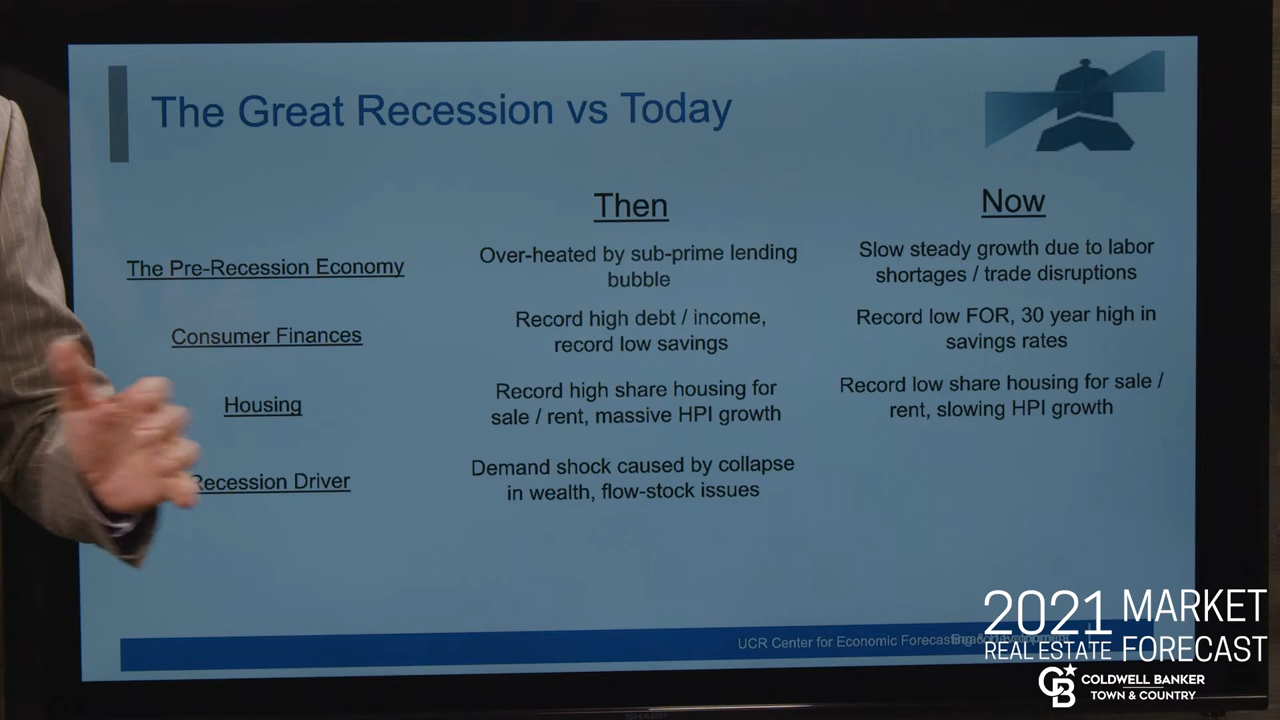 The Great Recession vs Today
Then
Now
The Pre-Recession Economy
Over-heated by sub-prime lending
bubble
Slow steady growth due to labor
shortages / trade disruptions
Consumer Finances
Record high debt / income,
record low savings
Record low FOR, 30 year high in
savings rates
Housing
Record high share housing for
sale / rent, massive HPI growth
Record low share housing for sale /
rent, slowing HPI growth
Recession Driver
Demand shock caused by collapse
in wealth, flow-stock issues
UCR Center for Economic
2021 MARKET
REAL ESTATE FORECAST
CB COLDWELL BANKER
TOWN & COUNTRY